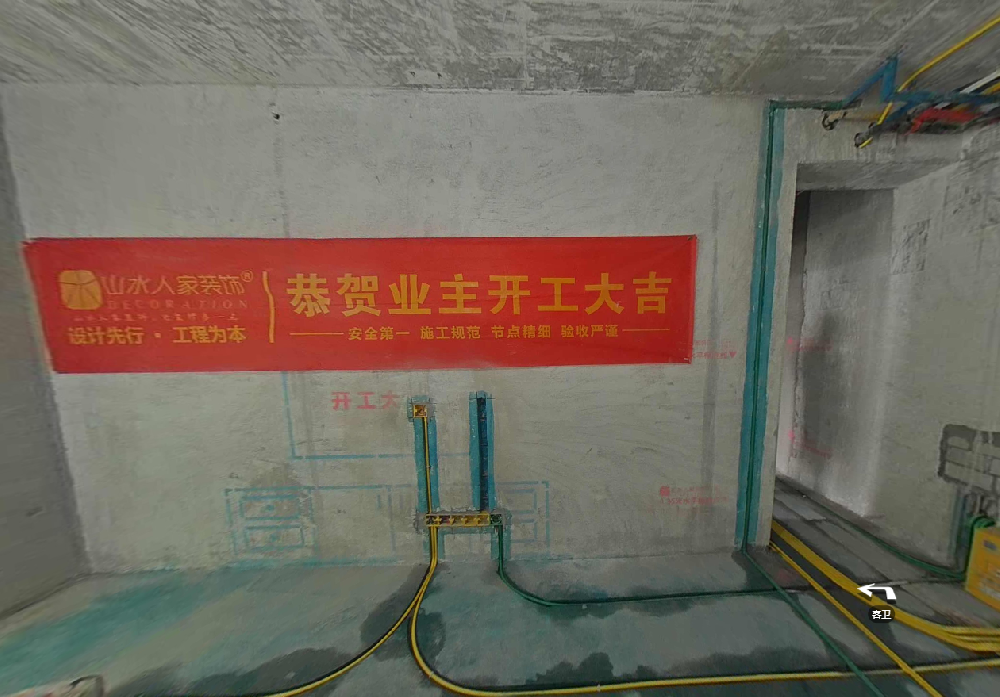 山水人家装饰®
DECORATION
设计先行·工程为本
恭贺业主开工大吉
安全第一 施工规范 节点精细 验收严谨
开工大
客卫